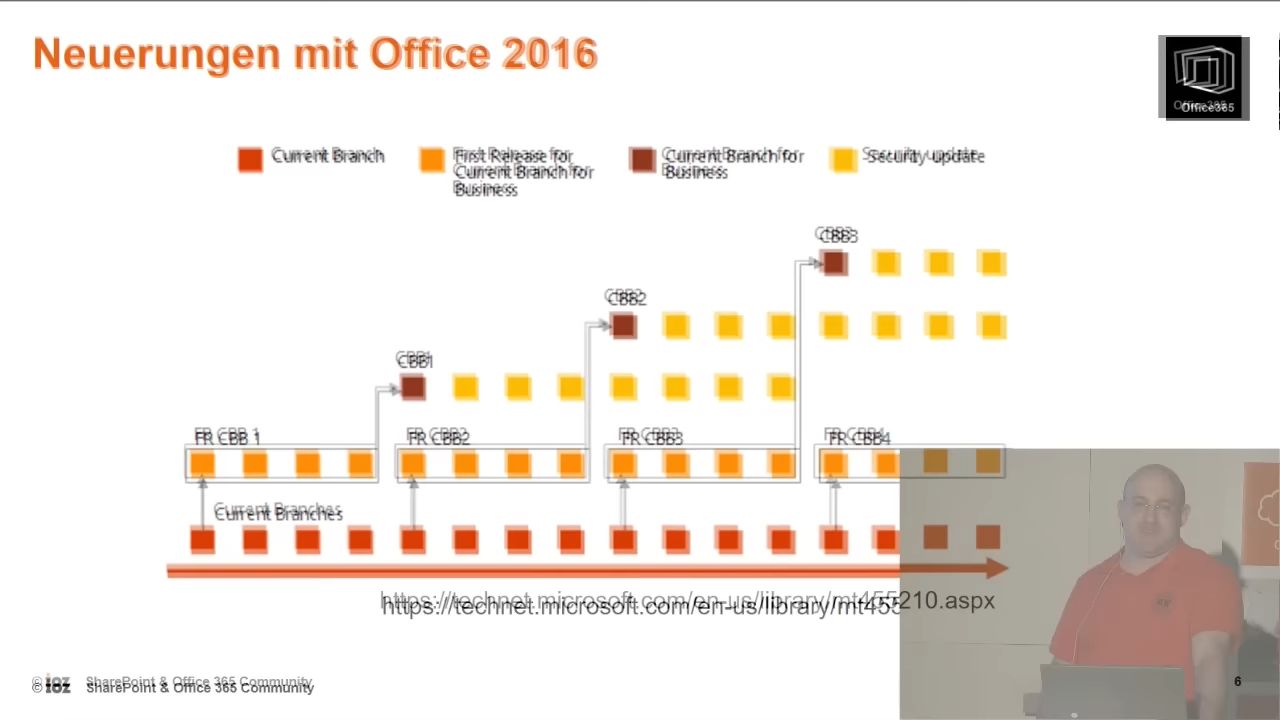 Neuerungen mit Office 2016
Office365
Current Branch
First Release for
Current Branch for
Business
Current Branch for
Business
Security update
CBB3
CBB2
CBB1
FR CBB 1
FR CBB2
FR CBB3
FR CBB4
Current Branches
https://technet.microsoft.com/en-us/library/mt455210.aspx
© ioz SharePoint & Office 365 Community
6